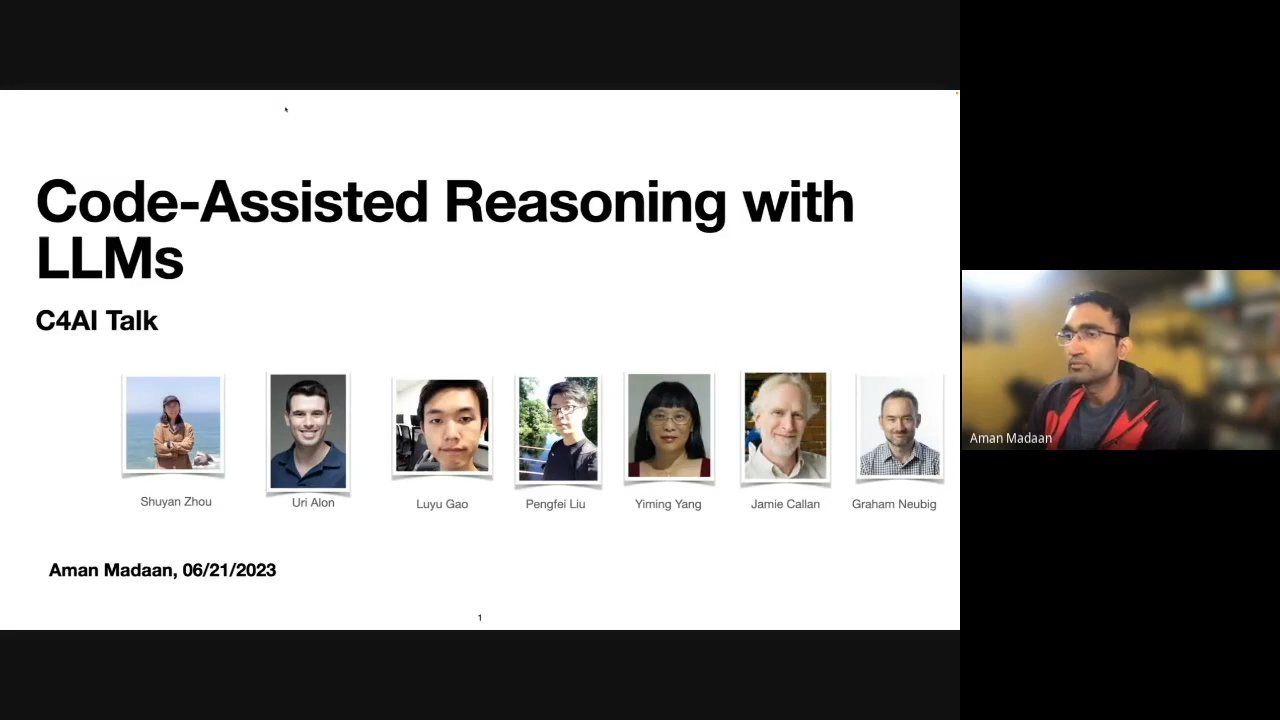 Code-Assisted Reasoning with
LLMs
C4AI Talk
Shuyan Zhou
Uri Alon
Luyu Gao
Pengfei Liu
Yiming Yang
Jamie Callan
Graham Neubig
Aman Madaan, 06/21/2023
1
Aman Madaan